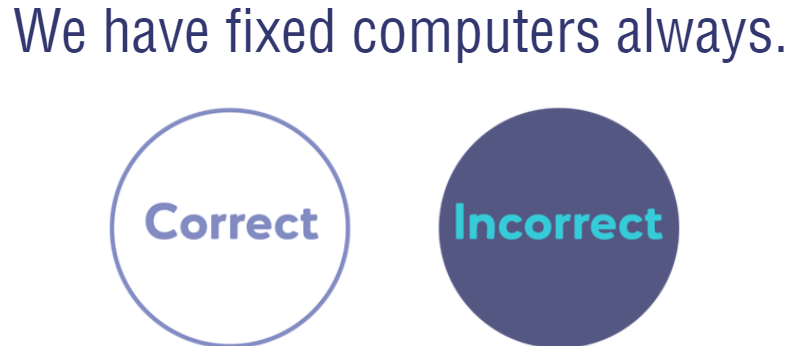 We have fixed computers always.
Correct
Incorrect